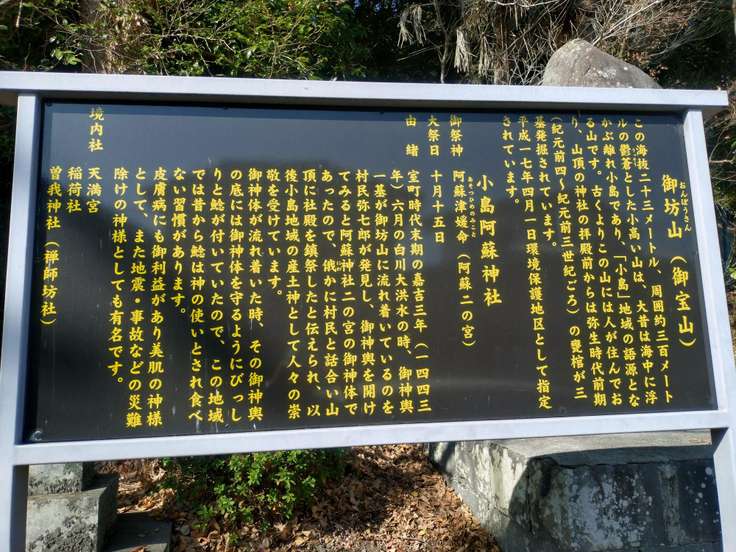 御坊山（御宝山）
おんぼうさん
この海抜二十三メートル、周囲約三百メート
ルの鬱蒼とした小高い山は、大昔は海中に浮
かぶ離れ小島であり、「小島」地域の語源とな
る山です。古くよりこの山には人が住んでお
り、山頂の神社の拝殿前からは弥生時代前期
（紀元前四〜紀元前三世紀ごろ）の甕棺が三
基発掘されています。
平成一七年四月一日環境保護地区として指定
されています。
小島阿蘇神社
御祭神　阿蘇津媛命（阿蘇二の宮）
あそつひめのみこと
大祭日　十月十五日
由緒　室町時代末期の嘉吉三年（一四四三
年）六月の白川大洪水の時、御神輿
一基が御坊山に流れ着いているのを
村民弥七郎が発見し、御神輿を開け
てみると阿蘇神社二の宮の御神体で
あったので、俄かに村民と話合い山
頂に社殿を鎮祭したと伝えられ、以
後小島地域の産土神として人々の崇
敬を受けています。
御神体が流れ着いた時、その御神輿
の底には御神体を守るようにびっし
りと鯰が付いていたので、この地域
では昔から鯰は神の使いとされ食べ
ない習慣があります。
皮膚病にも御利益があり美肌の神様
として、また地震・事故などの災難
除けの神様としても有名です。
境内社　天満宮
稲荷社
曽我神社（禅師坊社）